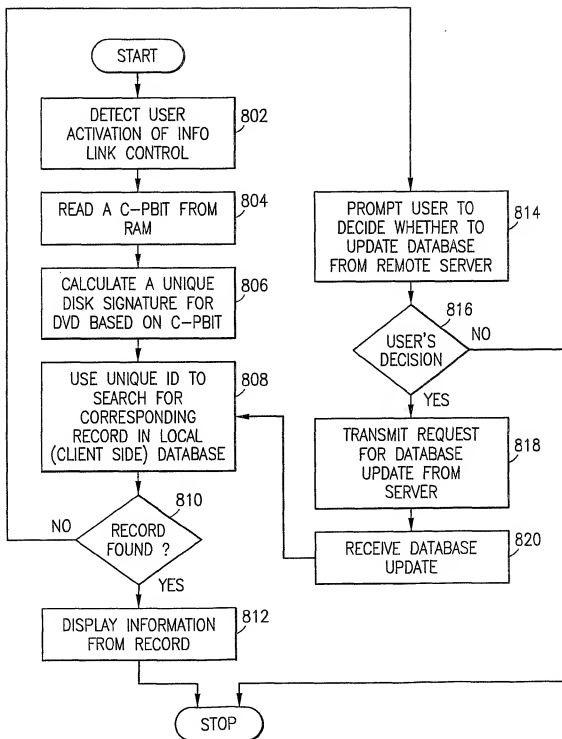 START
DETECT USER
ACTIVATION OF INFO
LINK CONTROL
802
READ A C-PBIT FROM
RAM
804
CALCULATE A UNIQUE
DISK SIGNATURE FOR
DVD BASED ON C-PBIT
806
USE UNIQUE ID TO
SEARCH FOR
CORRESPONDING
RECORD IN LOCAL
(CLIENT SIDE) DATABASE
808
810
NO
RECORD
FOUND ?
YES
DISPLAY INFORMATION
FROM RECORD
812
STOP
PROMPT USER TO
DECIDE WHETHER TO
UPDATE DATABASE
FROM REMOTE SERVER
814
816
USER'S
DECISION
NO
YES
TRANSMIT REQUEST
FOR DATABASE
UPDATE FROM
SERVER
818
RECEIVE DATABASE
UPDATE
820